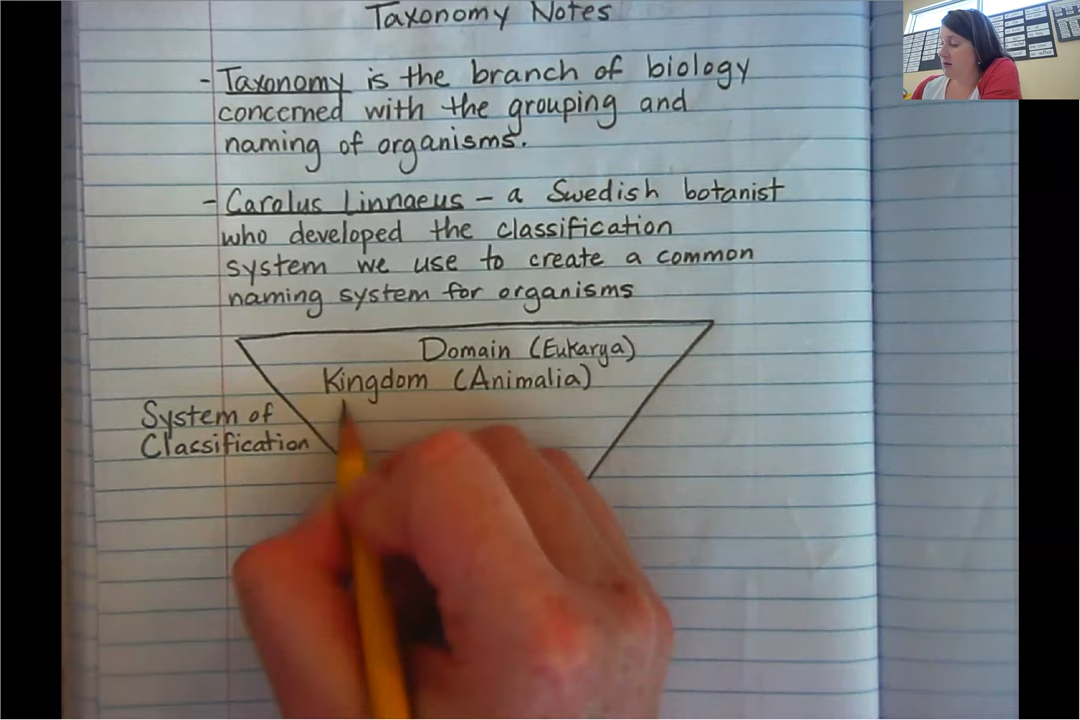 Taxonomy Notes
- Taxonomy is the branch of biology
concerned with the grouping and
naming of organisms.
- Carolus Linnaeus - a Swedish botanist
who developed the classification
system we use to create a common
naming system for organisms
Domain (Eukarya)
Kingdom (Animalia)
System of
Classification